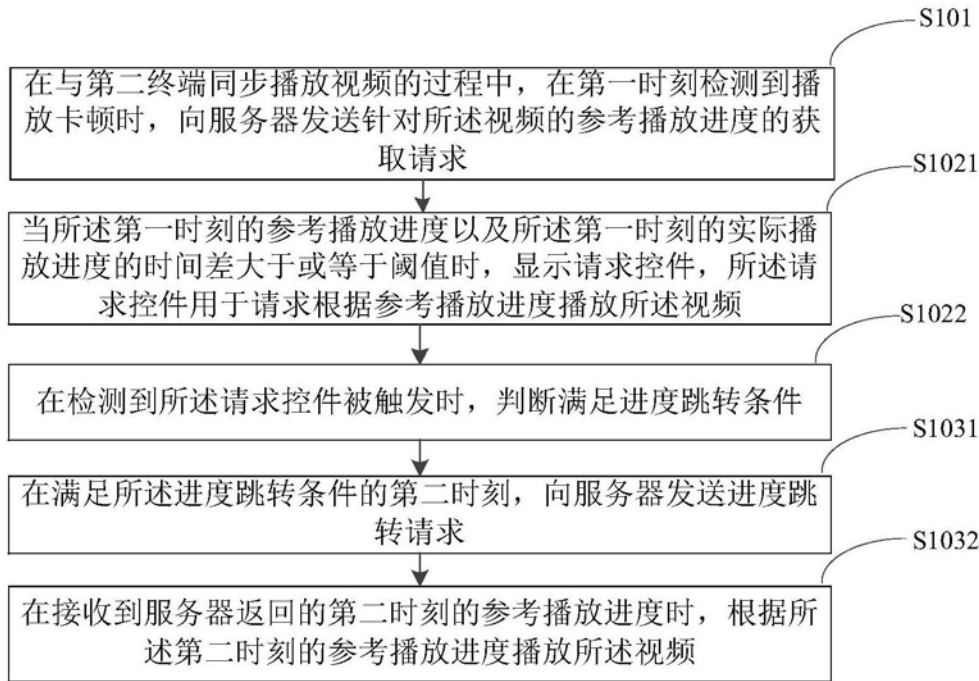 S101
在与第二终端同步播放视频的过程中，在第一时刻检测到播
放卡顿时，向服务器发送针对所述视频的参考播放进度的获
取请求
S1021
当所述第一时刻的参考播放进度以及所述第一时刻的实际播
放进度的时间差大于或等于阈值时，显示请求控件，所述请
求控件用于请求根据参考播放进度播放所述视频
S1022
在检测到所述请求控件被触发时，判断满足进度跳转条件
S1031
在满足所述进度跳转条件的第二时刻，向服务器发送进度跳
转请求
S1032
在接收到服务器返回的第二时刻的参考播放进度时，根据所
述第二时刻的参考播放进度播放所述视频